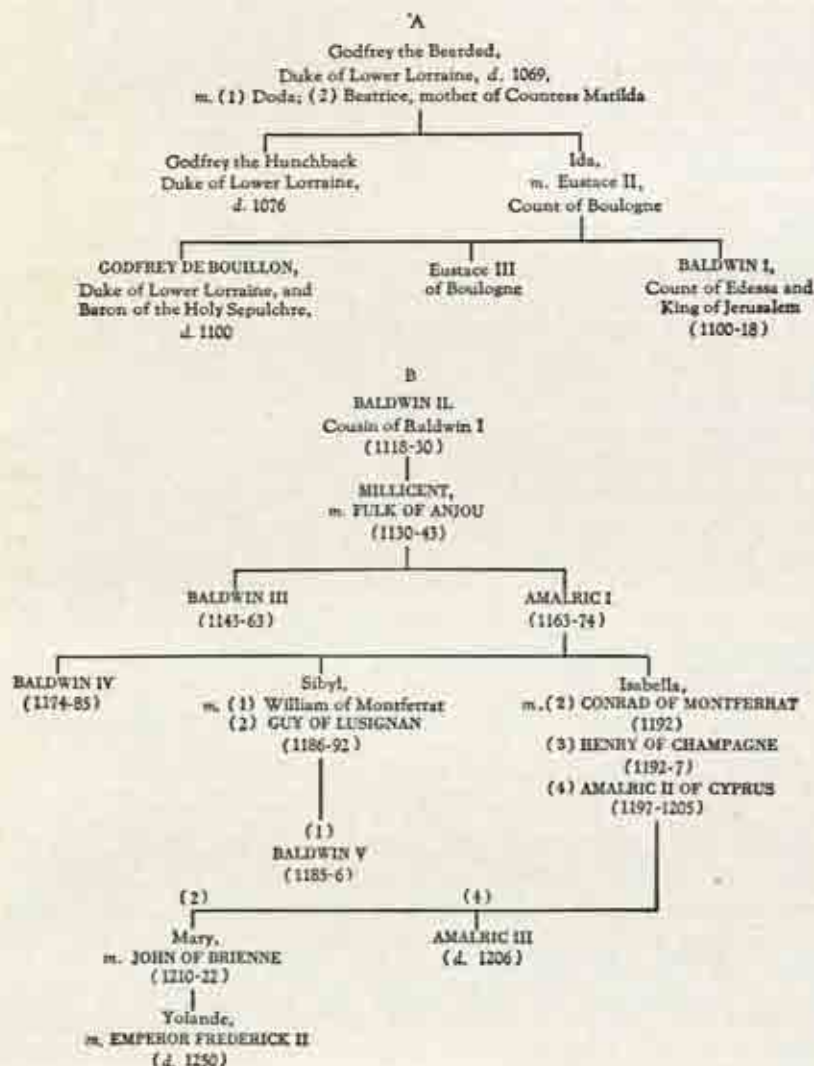 A
Godfrey the Bearded,
Duke of Lower Lorraine, d. 1069,
m. (1) Doda; (2) Beatrice, mother of Countess Matilda
Godfrey the Hunchback
Duke of Lower Lorraine,
d. 1076
Ida,
m. Eustace II,
Count of Boulogne
GODFREY DE BOUILLON,
Duke of Lower Lorraine, and
Baron of the Holy Sepulchre,
d. 1100
Eustace III
of Boulogne
BALDWIN I,
Count of Edessa and
King of Jerusalem
(1100-18)
B
BALDWIN II.
Cousin of Baldwin I
(1118-30)
MILLICENT,
m. FULK OF ANJOU
(1130-43)
BALDWIN III
(1143-63)
AMALRIC I
(1163-74)
BALDWIN IV
(1174-85)
Sibyl,
m. (1) William of Montferrat
(2) GUY OF LUSIGNAN
(1186-92)
Isabella,
m. (2) CONRAD OF MONTFERRAT
(1192)
(3) HENRY OF CHAMPAGNE
(1192-7)
(4) AMALRIC II OF CYPRUS
(1197-1205)
(1)
BALDWIN V
(1185-6)
(2)
Mary,
m. JOHN OF BRIENNE
(1210-22)
(4)
AMALRIC III
(d. 1206)
Yolande,
m. EMPEROR FREDERICK II
(d. 1250)